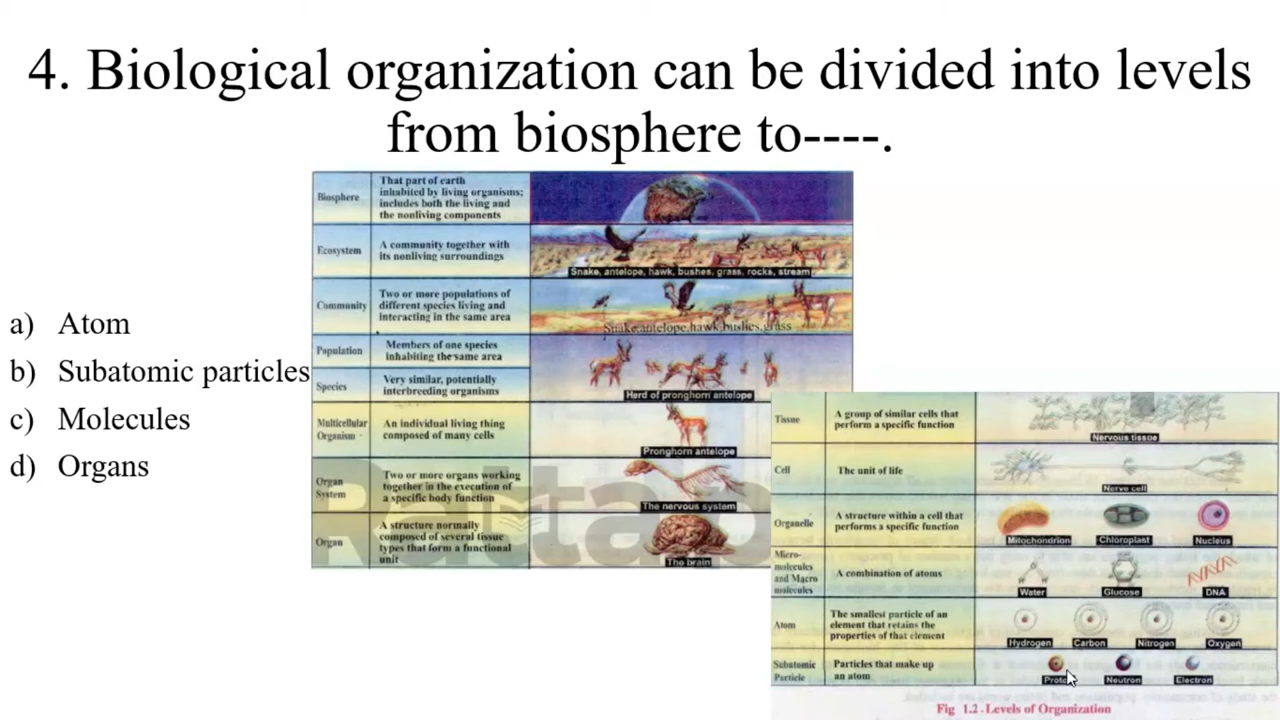 4. Biological organization can be divided into levels
from biosphere to----.
a) Atom
b) Subatomic particles
c) Molecules
d) Organs
Biosphere
That part of earth
inhabited by living organisms;
includes both the living and
the nonliving components
Ecosystem
A community together with
its nonliving surroundings
Snake, antelope, hawk, bushes, grass, rocks, stream
Community
Two or more populations of
different species living and
interacting in the same area
Snake,antelope,hawk,bushes,grass
Population
Members of one species
inhabiting the same area
Species
Very similar, potentially
interbreeding organisms
Herd of pronghorn antelope
Multicellular
Organism
An individual living thing
composed of many cells
Pronghorn antelope
Organ
System
Two or more organs working
together in the execution of
a specific body function
The nervous system
Organ
A structure normally
composed of several tissue
types that form a functional
unit
The brain
Tissue
A group of similar cells that
perform a specific function
Nervous tissue
Cell
The unit of life
Nerve cell
Organelle
A structure within a cell that
performs a specific function
Mitochondrion Chloroplast Nucleus
Micro-
molecules
and Macro
molecules
A combination of atoms
Water Glucose DNA
Atom
The smallest particle of an
element that retains the
properties of that element
Hydrogen Carbon Nitrogen Oxygen
Subatomic
Particle
Particles that make up
an atom
Neutron Electron
Fig 1.2 . Levels of Organization